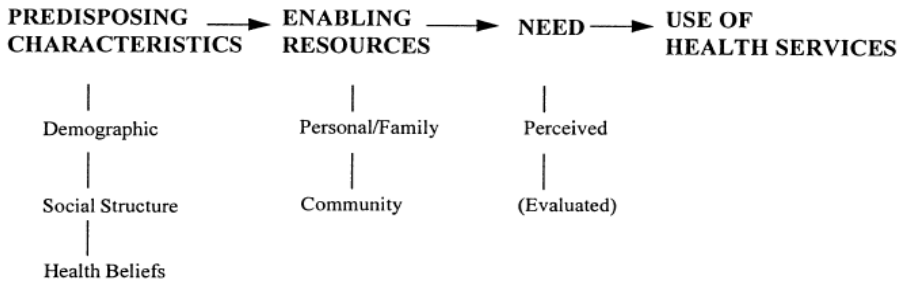 PREDISPOSING CHARACTERISTICS
ENABLING RESOURCES
NEED
USE OF HEALTH SERVICES
Demographic
Personal/Family
Perceived
Social Structure
Community
(Evaluated)
Health Beliefs